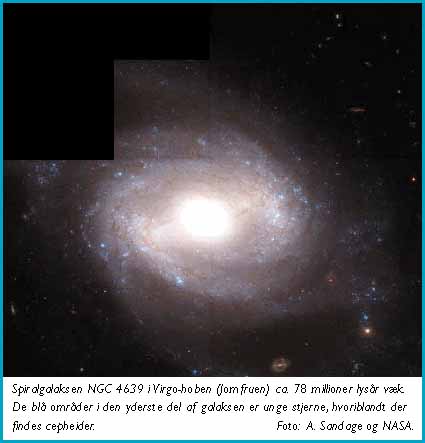 Spiralgalaksen NGC 4639 i Virgo-hoben (Jomfruen) ca. 78 millioner lysår væk.
De blå områder i den yderste del af galaksen er unge stjerne, hvoriblandt der
findes cepheider. Foto: A. Sandage og NASA.